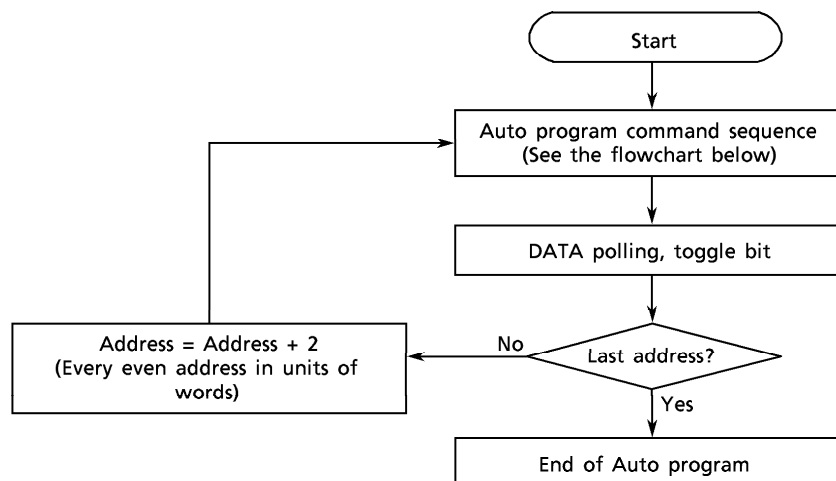 Start
Auto program command sequence
(See the flowchart below)
DATA polling, toggle bit
Last address?
No
Address = Address + 2
(Every even address in units of
words)
Yes
End of Auto program